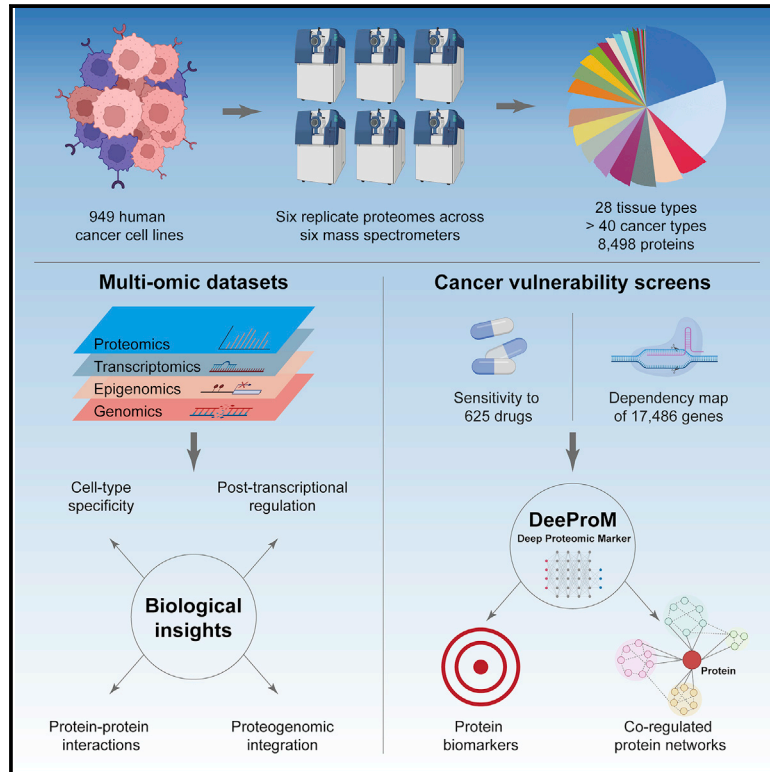 949 human
cancer cell lines
Six replicate proteomes across
six mass spectrometers
28 tissue types
> 40 cancer types
8,498 proteins
Multi-omic datasets
Proteomics
Transcriptomics
Epigenomics
Genomics
Cell-type
specificity
Post-transcriptional
regulation
Biological
insights
Protein-protein
interactions
Proteogenomic
integration
Cancer vulnerability screens
Sensitivity to
625 drugs
Dependency map
of 17,486 genes
DeeProM
Deep Proteomic Marker
Protein
Protein
biomarkers
Co-regulated
protein networks